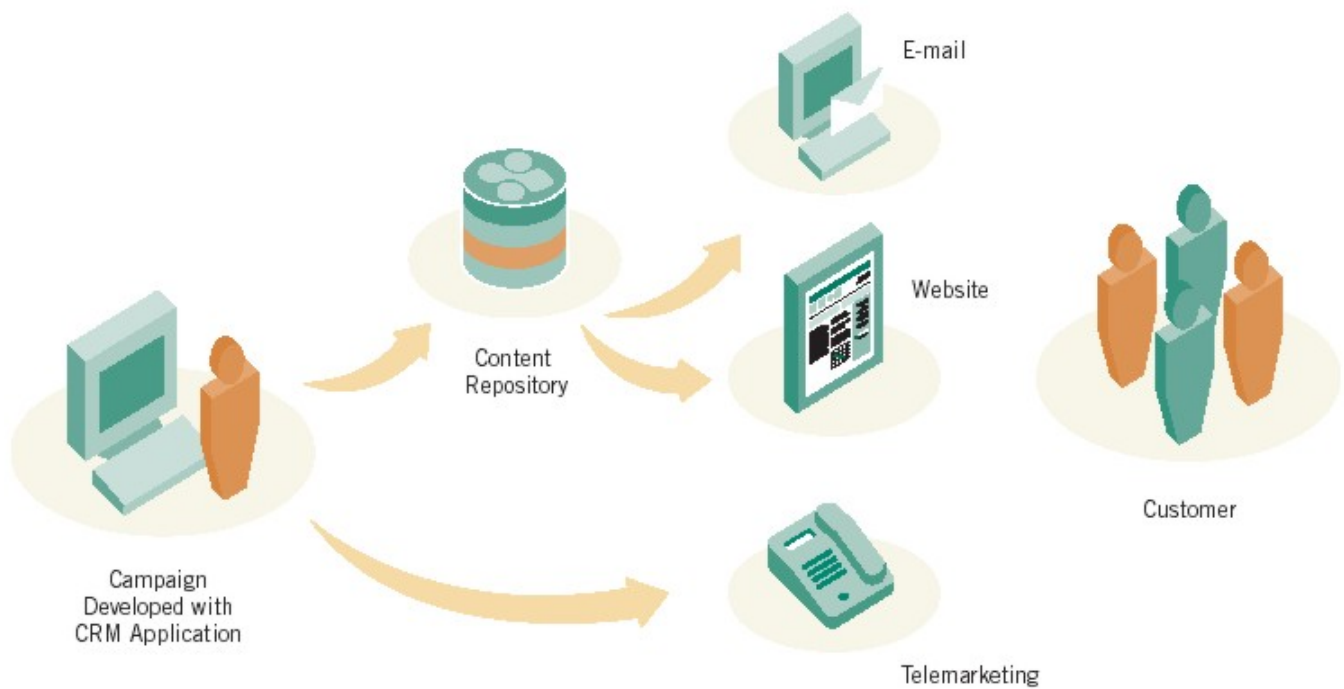 E-mail
Website
Content
Repository
Customer
Campaign
Developed with
CRM Application
Telemarketing